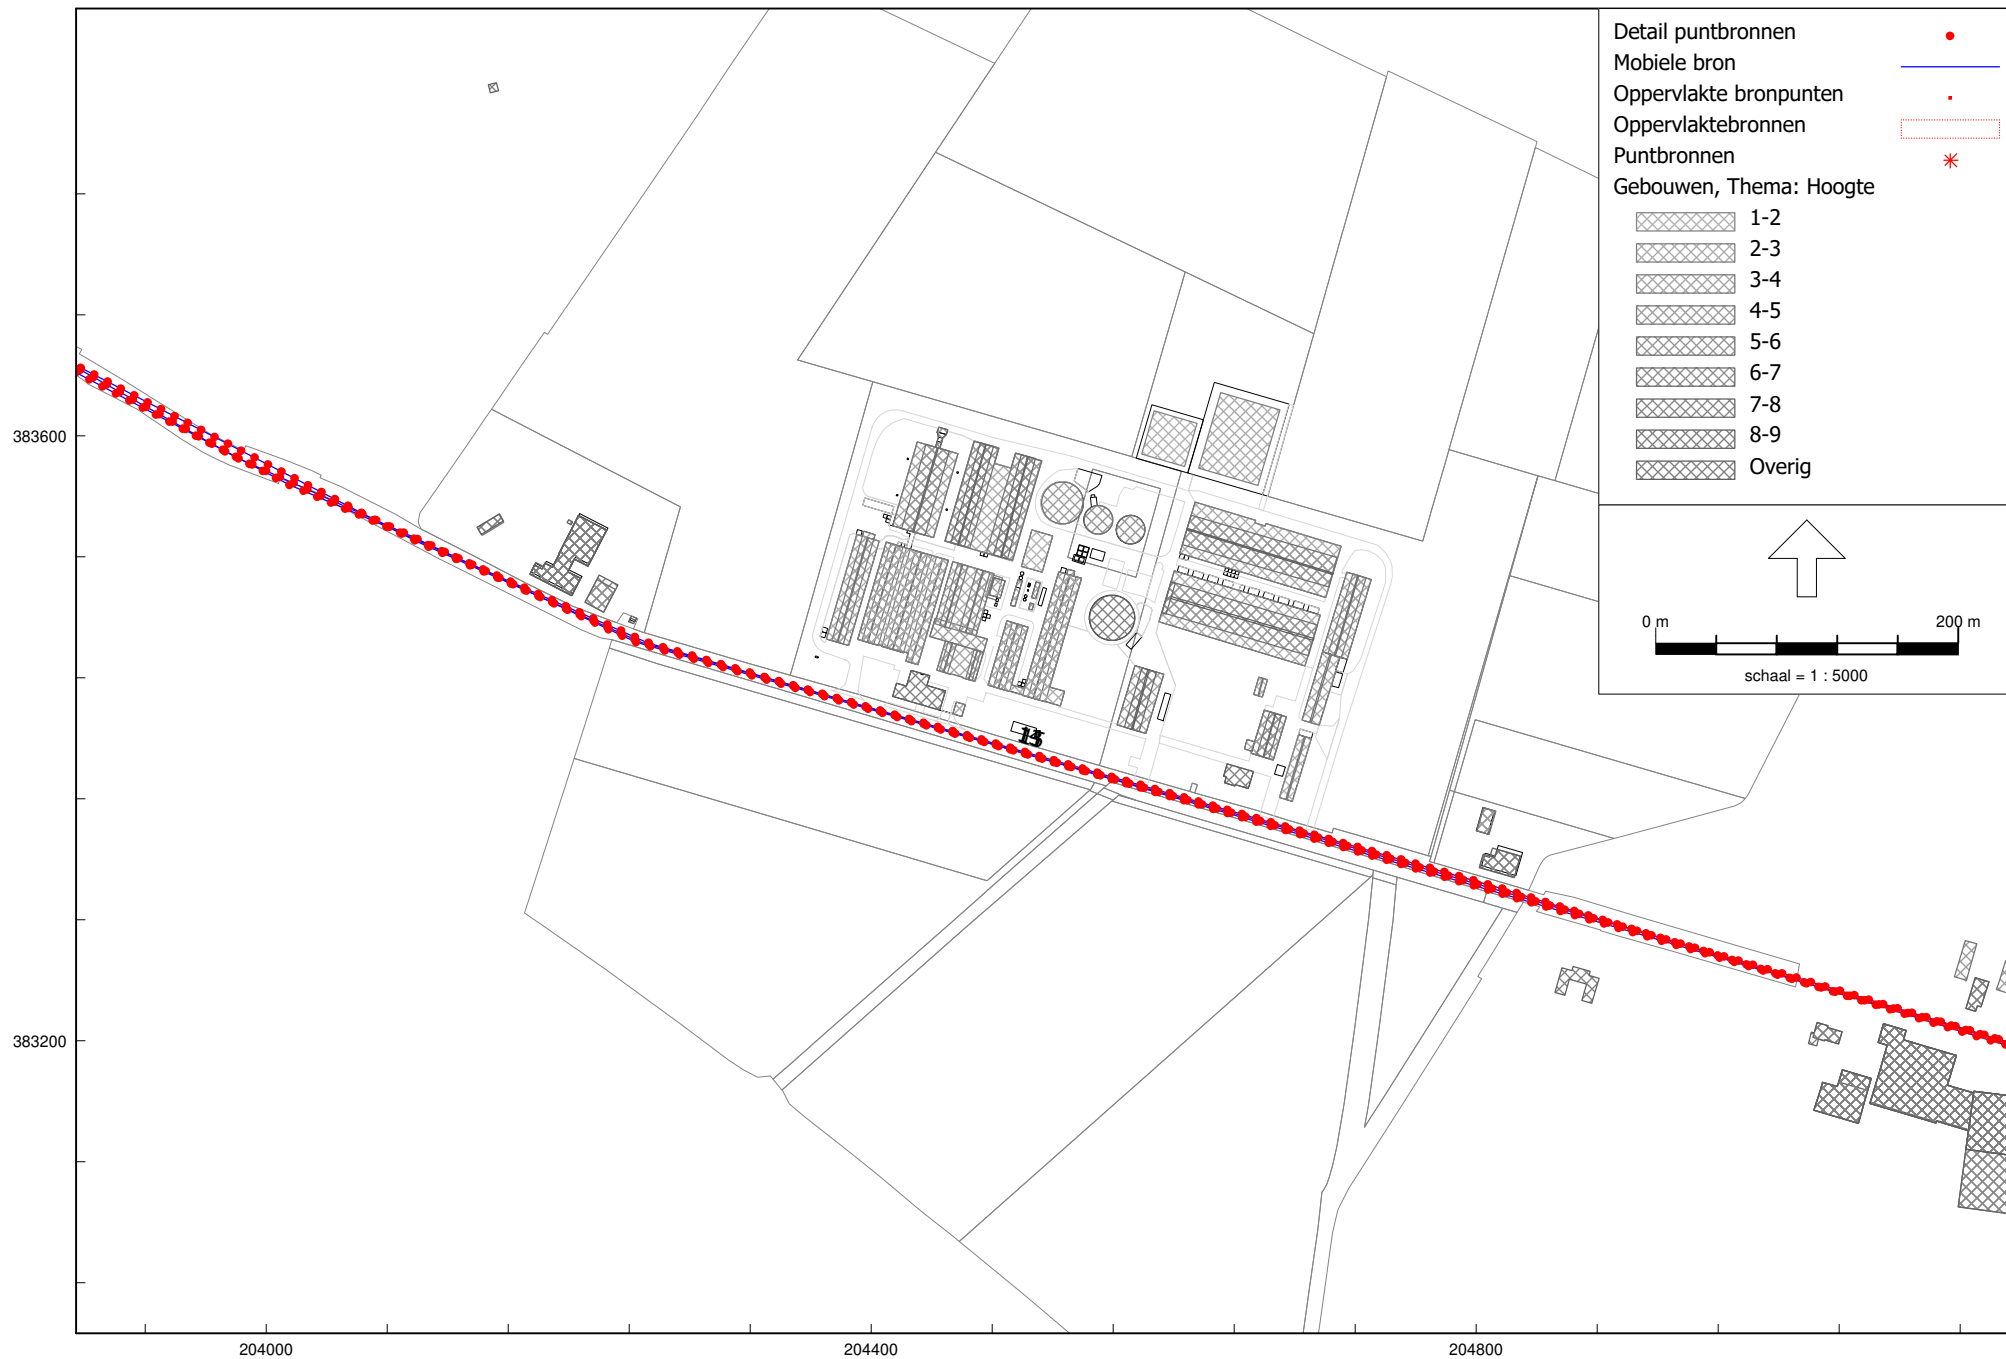 Detail puntbronnen
Mobiele bron
Oppervlakte bronpunten
Oppervlaktebronnen
Puntbronnen
Gebouwen, Thema: Hoogte
1-2
2-3
3-4
4-5
5-6
6-7
7-8
8-9
Overig
0 m 200 m
schaal = 1 : 5000
383600
383200
204000 204400 204800